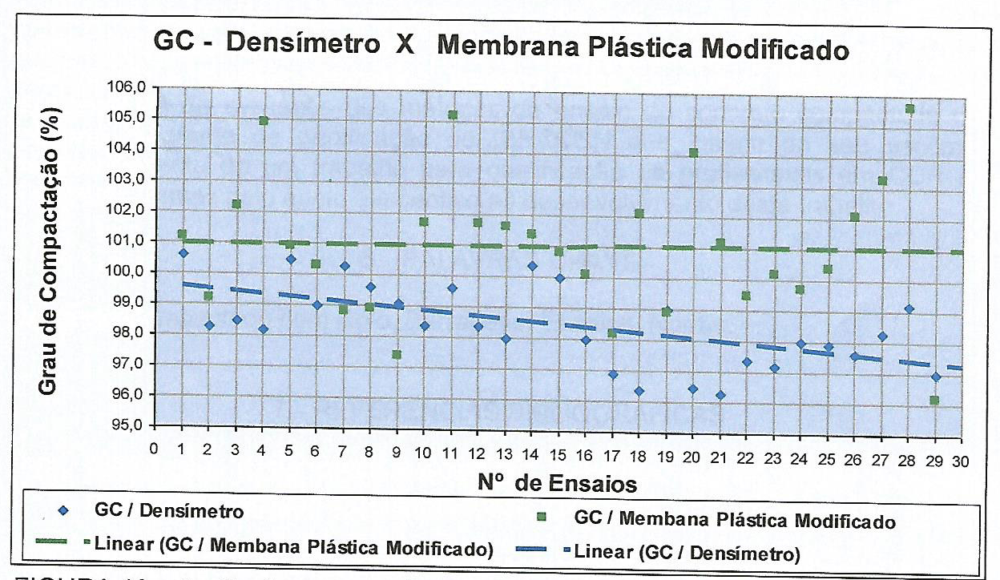 GC - Densímetro X Membrana Plástica Modificado
Grau de Compactação (%)
106,0
105,0
104,0
103,0
102,0
101,0
100,0
99,0
98,0
97,0
96,0
95,0
0 1 2 3 4 5 6 7 8 9 10 11 12 13 14 15 16 17 18 19 20 21 22 23 24 25 26 27 28 29 30
Nº de Ensaios
GC / Densímetro
GC / Membana Plástica Modificado
Linear (GC / Membana Plástica Modificado)
Linear (GC / Densímetro)